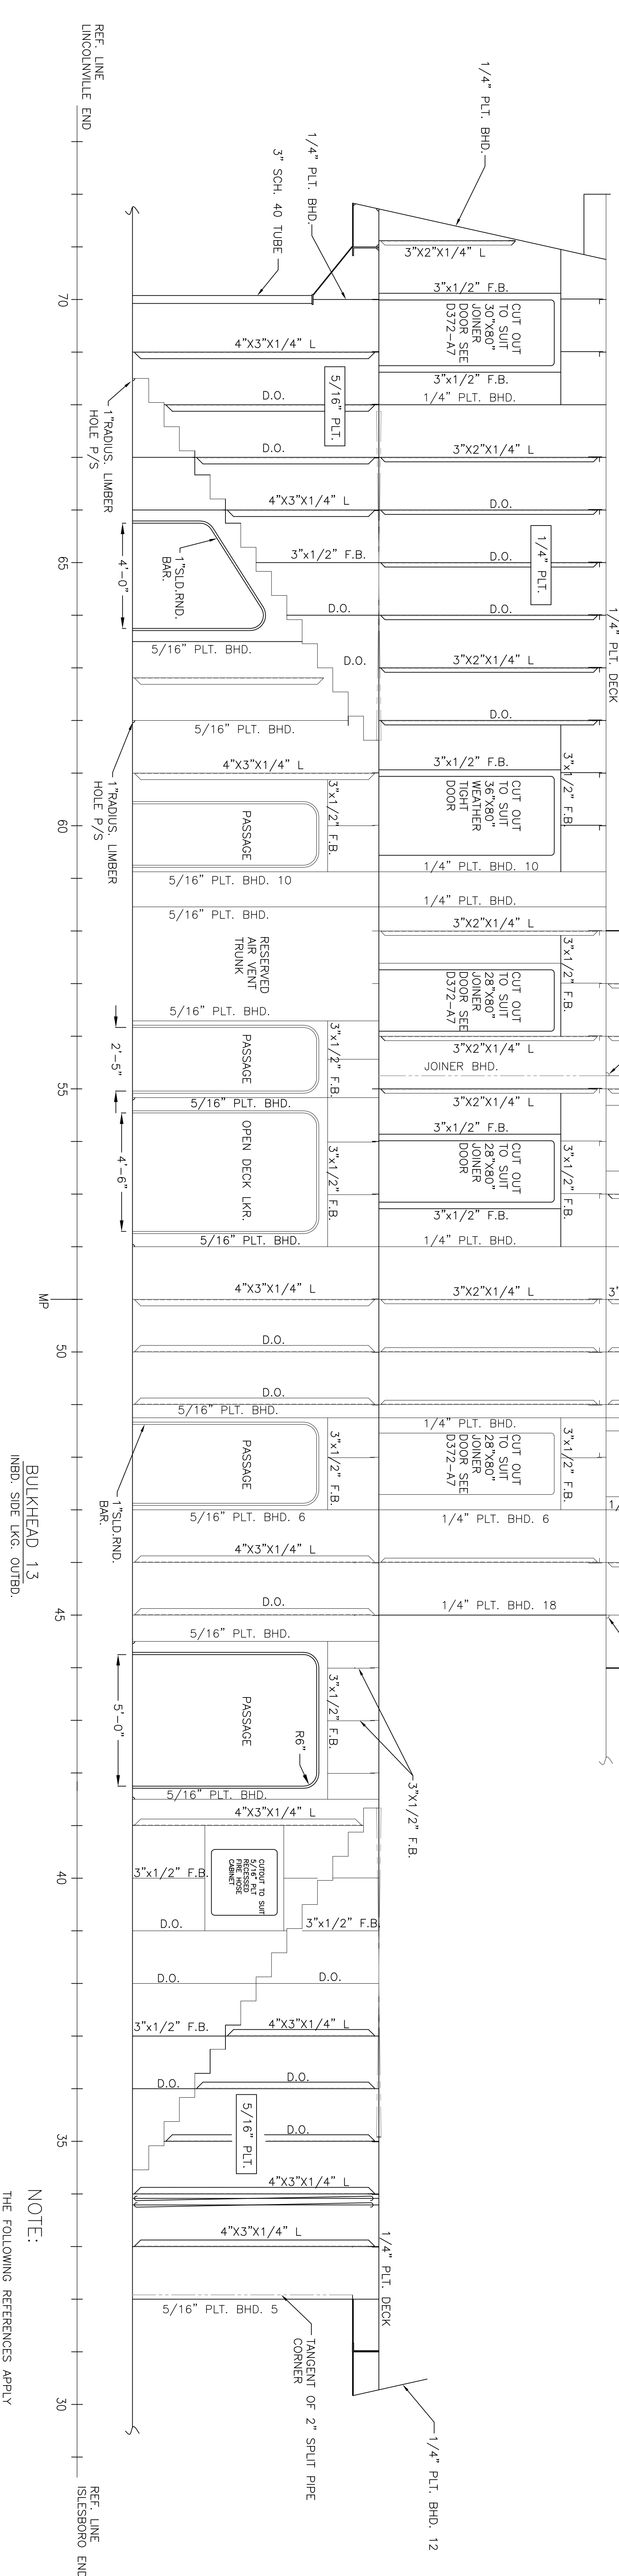 REF. LINE
LINCOLNVILLE END
1/4" PLT. BHD.
1/4" PLT. BHD.
3" SCH. 40 TUBE
3"X2"X1/4" L
3"x1/2" F.B.
CUT OUT
TO SUIT
30"X80"
JOINER
DOOR SEE
D372-A7
3"x1/2" F.B.
1/4" PLT. BHD.
3"X2"X1/4" L
D.O.
1/4" PLT.
D.O.
D.O.
1/4" PLT. DECK
3"X2"X1/4" L
D.O.
3"x1/2" F.B.
3"x1/2" F.B.
CUT OUT
TO SUIT
36"X80"
WEATHER
TIGHT
DOOR
1/4" PLT. BHD. 10
1/4" PLT. BHD.
3"X2"X1/4" L
3"x1/2" F.B.
CUT OUT
TO SUIT
28"X80"
JOINER
DOOR SEE
D372-A7
3"X2"X1/4" L
JOINER BHD.
3"X2"X1/4" L
3"x1/2" F.B.
3"x1/2" F.B.
CUT OUT
TO SUIT
28"X80"
JOINER
DOOR
3"x1/2" F.B.
1/4" PLT. BHD.
3"X2"X1/4" L
3"
1/4" PLT. BHD.
3"x1/2" F.B.
CUT OUT
TO SUIT
28"X80"
JOINER
DOOR SEE
D372-A7
1/4" PLT. BHD. 6
1/
1/4" PLT. BHD. 18
4"X3"X1/4" L
5/16" PLT.
D.O.
D.O.
4"X3"X1/4" L
3"x1/2" F.B.
D.O.
D.O.
1"RADIUS. LIMBER
HOLE P/S
1"SLD.RND.
BAR.
4'-0"
5/16" PLT. BHD.
5/16" PLT. BHD.
1"RADIUS. LIMBER
HOLE P/S
4"X3"X1/4" L
3"x1/2" F.B.
PASSAGE
5/16" PLT. BHD. 10
5/16" PLT. BHD.
RESERVED
AIR VENT
TRUNK
5/16" PLT. BHD.
3"x1/2" F.B.
PASSAGE
2'-5"
5/16" PLT. BHD.
3"x1/2" F.B.
OPEN DECK LKR.
4'-6"
5/16" PLT. BHD.
4"X3"X1/4" L
D.O.
D.O.
5/16" PLT. BHD.
3"x1/2" F.B.
PASSAGE
1"SLD.RND.
BAR.
5/16" PLT. BHD. 6
4"X3"X1/4" L
D.O.
5/16" PLT. BHD.
3"x1/2" F.B.
3"X1/2" F.B.
PASSAGE
R6"
5'-0"
5/16" PLT. BHD.
4"X3"X1/4" L
CUTOUT TO SUIT
5/16" PLT
RECESSED
FIRE HOSE
CABINET
3"x1/2" F.B.
3"x1/2" F.B.
D.O.
D.O.
D.O.
3"x1/2" F.B.
4"X3"X1/4" L
D.O.
D.O.
5/16" PLT.
D.O.
4"X3"X1/4" L
4"X3"X1/4" L
1/4" PLT. DECK
5/16" PLT. BHD. 5
TANGENT OF 2" SPLIT PIPE
CORNER
1/4" PLT. BHD. 12
70
65
60
55
MP
50
45
40
35
30
REF. LINE
ISLESBORO END
BULKHEAD 13
INBD. SIDE LKG. OUTBD.
NOTE:
THE FOLLOWING REFERENCES APPLY